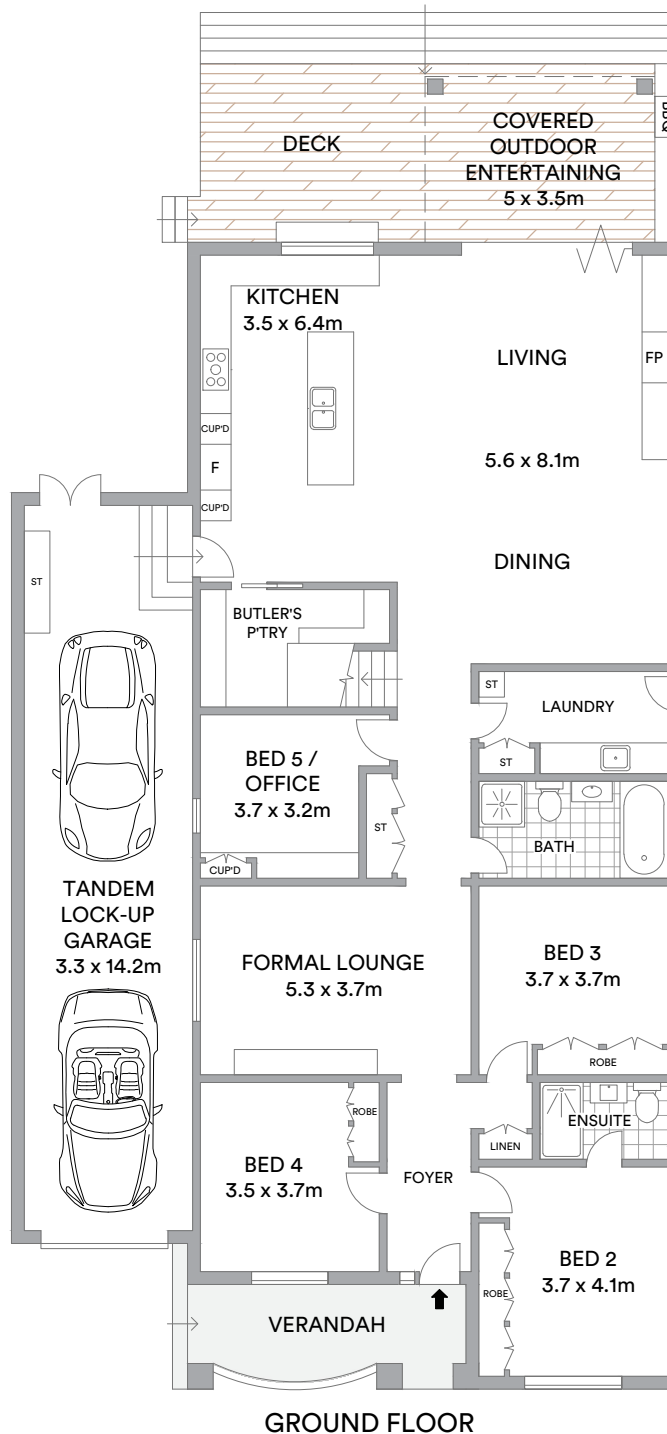 DECK
COVERED
OUTDOOR
ENTERTAINING
5 x 3.5m
BBQ
KITCHEN
3.5 x 6.4m
LIVING
FP
CUP'D
F
5.6 x 8.1m
CUP'D
DINING
ST
BUTLER'S
P'TRY
ST
LAUNDRY
ST
BED 5 /
OFFICE
3.7 x 3.2m
ST
BATH
CUP'D
TANDEM
LOCK-UP
GARAGE
3.3 x 14.2m
FORMAL LOUNGE
5.3 x 3.7m
BED 3
3.7 x 3.7m
ROBE
ROBE
ENSUITE
LINEN
BED 4
3.5 x 3.7m
FOYER
BED 2
3.7 x 4.1m
ROBE
VERANDAH
GROUND FLOOR